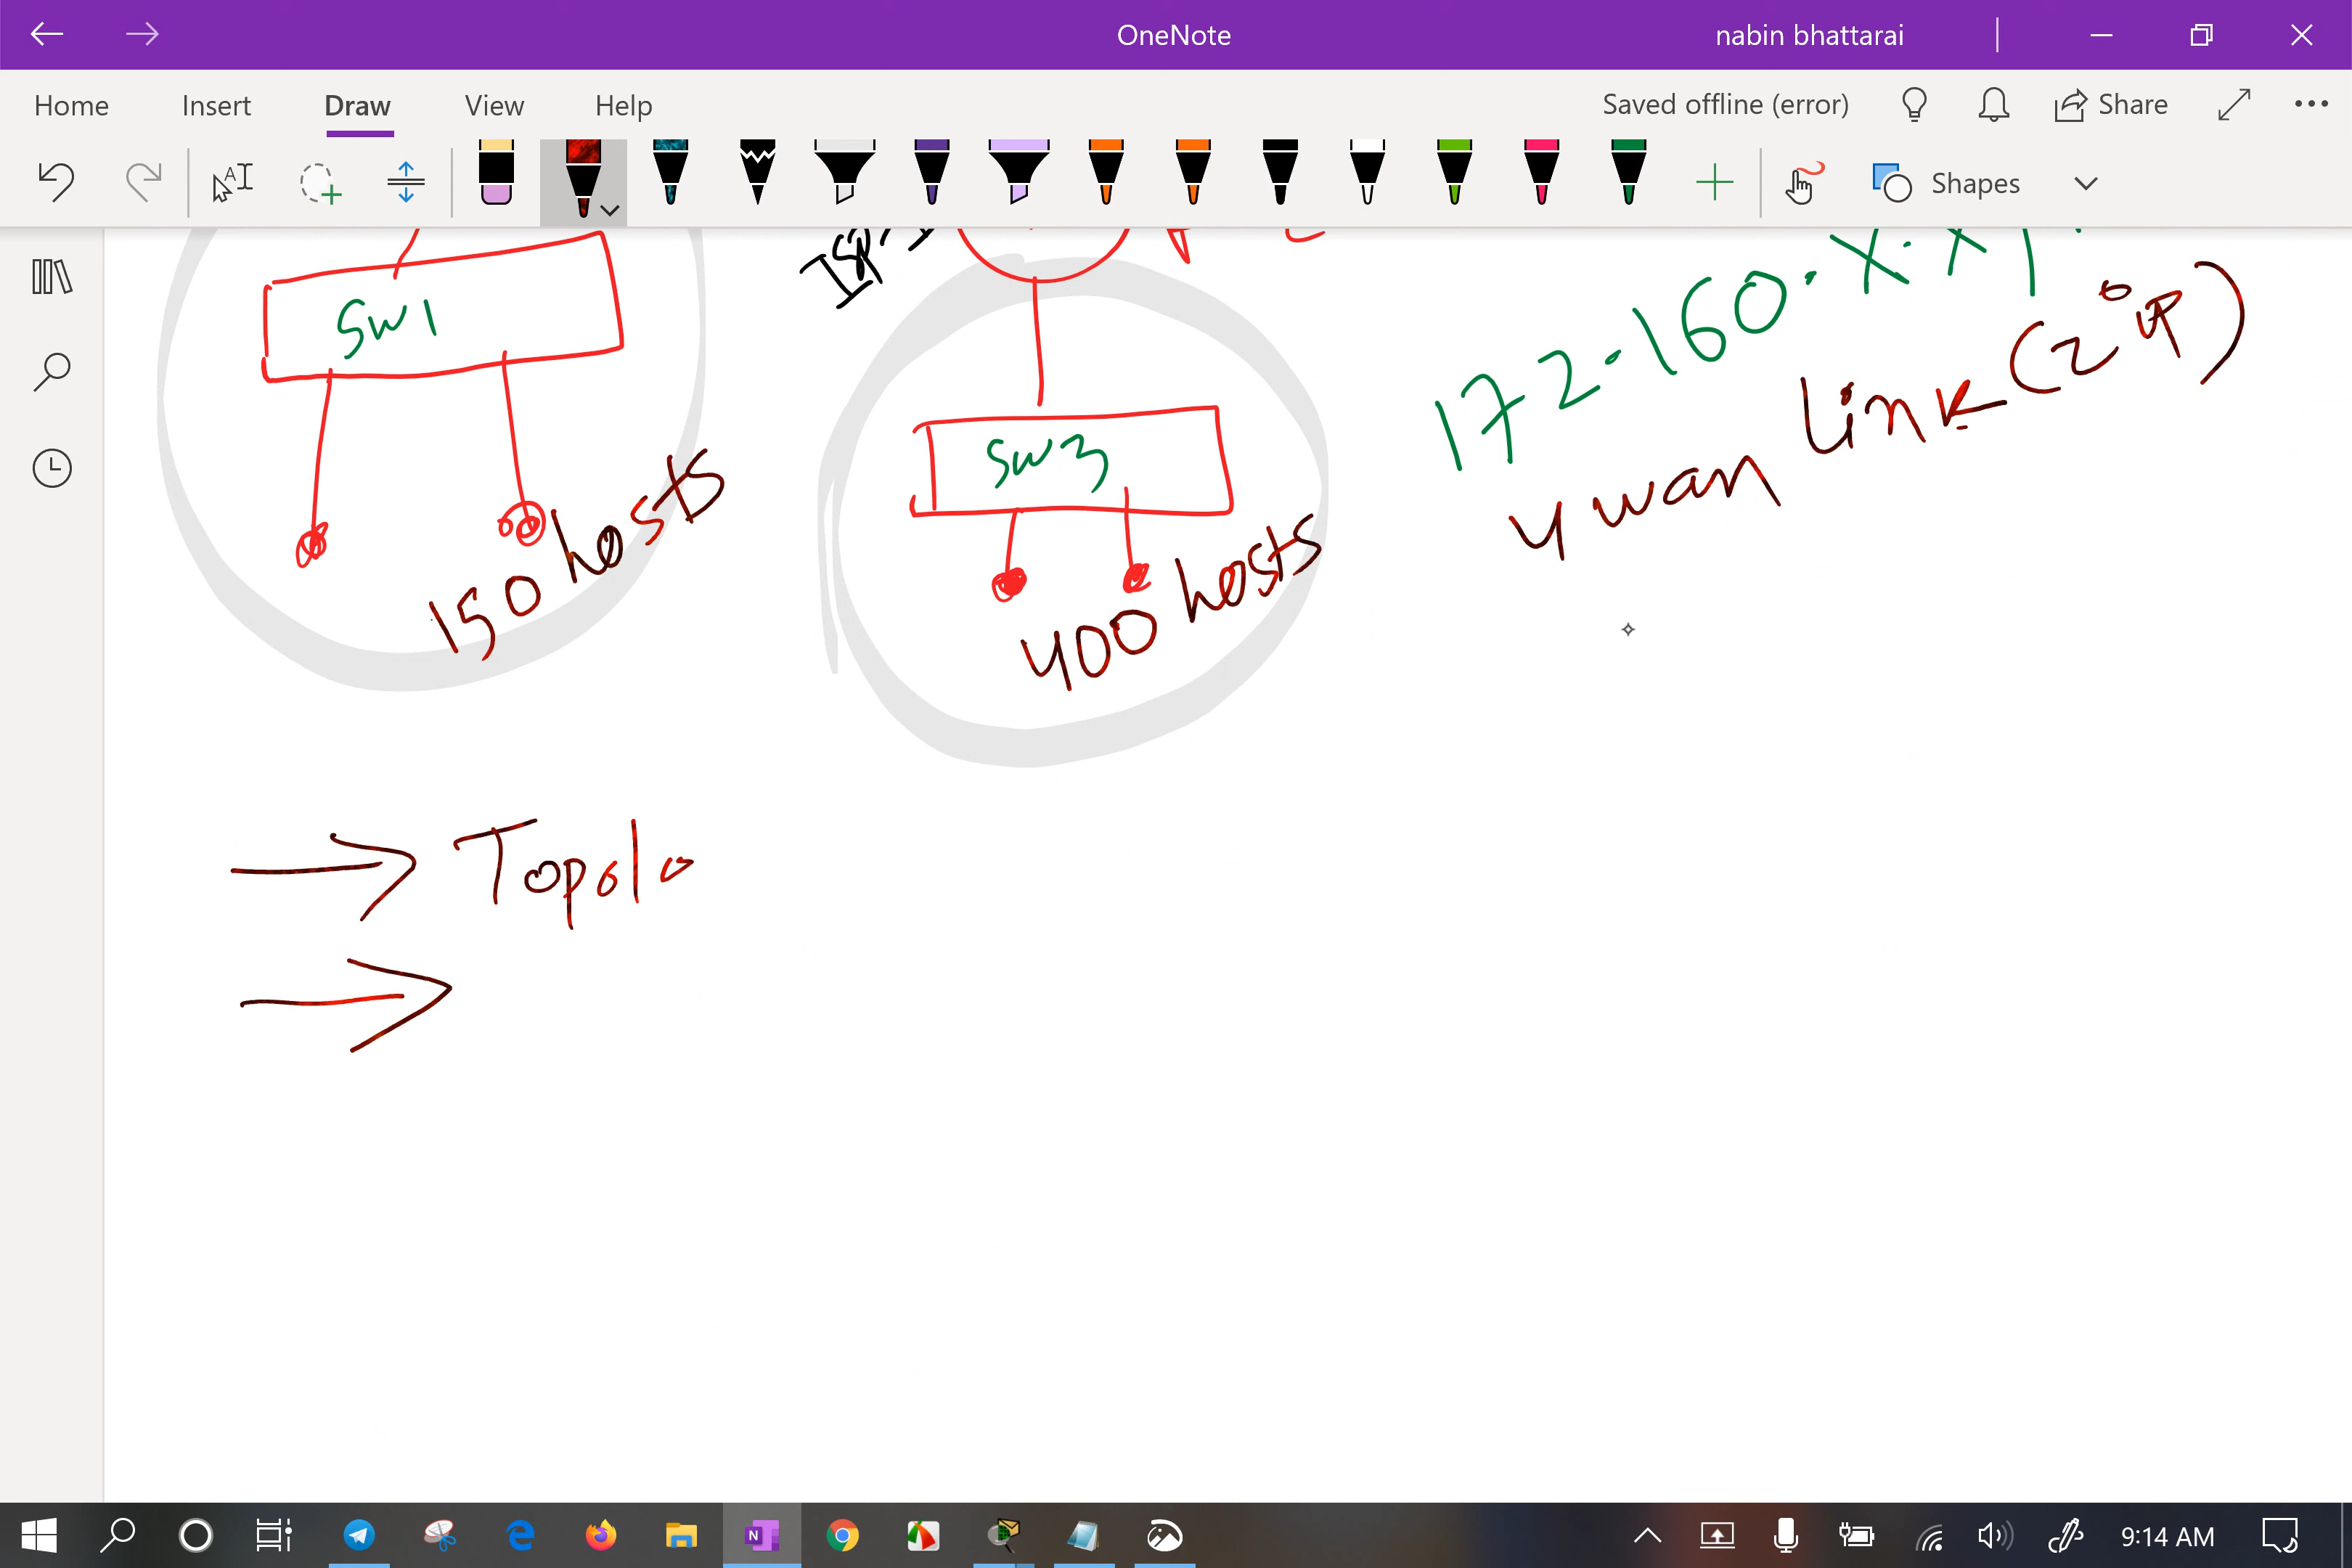 OneNote
nabin bhattarai
Home Insert Draw View Help
Saved offline (error)
Share
Shapes
SW1
150 hosts
SW3
400 hosts
172.160.X.X
4 wan link (2 iP)
Topolo
9:14 AM